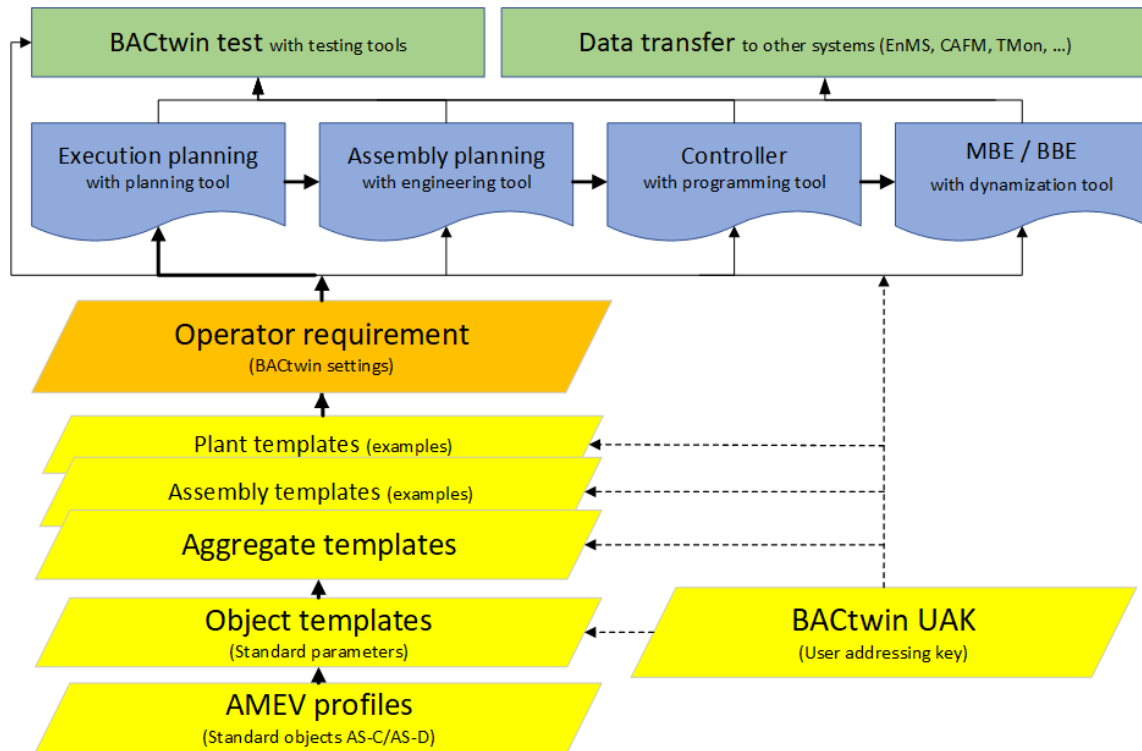 BACtwin test with testing tools
Data transfer to other systems (EnMS, CAFM, TMon, ...)
Execution planning
with planning tool
Assembly planning
with engineering tool
Controller
with programming tool
MBE / BBE
with dynamization tool
Operator requirement
(BACtwin settings)
Plant templates (examples)
Assembly templates (examples)
Aggregate templates
Object templates
(Standard parameters)
BACtwin UAK
(User addressing key)
AMEV profiles
(Standard objects AS-C/AS-D)